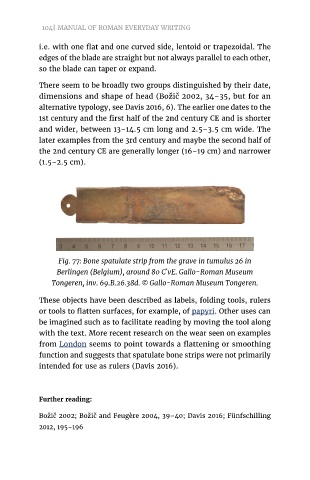 104| MANUAL OF ROMAN EVERYDAY WRITING
i.e. with one flat and one curved side, lentoid or trapezoidal. The
edges of the blade are straight but not always parallel to each other,
so the blade can taper or expand.
There seem to be broadly two groups distinguished by their date,
dimensions and shape of head (Božič 2002, 34–35, but for an
alternative typology, see Davis 2016, 6). The earlier one dates to the
1st century and the first half of the 2nd century CE and is shorter
and wider, between 13–14.5 cm long and 2.5–3.5 cm wide. The
later examples from the 3rd century and maybe the second half of
the 2nd century CE are generally longer (16–19 cm) and narrower
(1.5–2.5 cm).
3 4 5 6 7 8 9 10 11 12 13 14 15 16 17
Fig. 77: Bone spatulate strip from the grave in tumulus 26 in
Berlingen (Belgium), around 80 C'vE. Gallo-Roman Museum
Tongeren, inv. 69.B.26.38d. © Gallo-Roman Museum Tongeren.
These objects have been described as labels, folding tools, rulers
or tools to flatten surfaces, for example, of papyri. Other uses can
be imagined such as to facilitate reading by moving the tool along
with the text. More recent research on the wear seen on examples
from London seems to point towards a flattening or smoothing
function and suggests that spatulate bone strips were not primarily
intended for use as rulers (Davis 2016).
Further reading:
Božič 2002; Božič and Feugère 2004, 39–40; Davis 2016; Fünfschilling
2012, 195–196